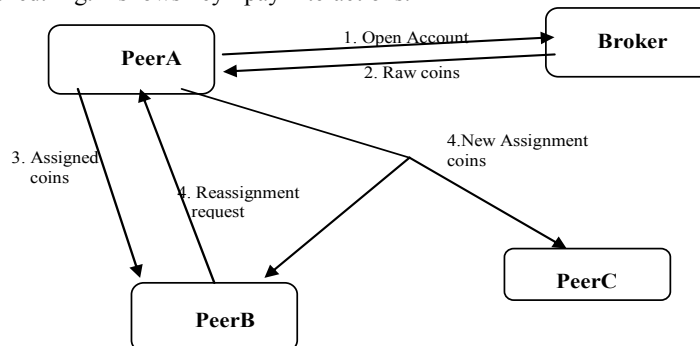 PeerA
1. Open Account
Broker
2. Raw coins
3. Assigned
coins
4. Reassignment
request
4.New Assignment
coins
PeerC
PeerB